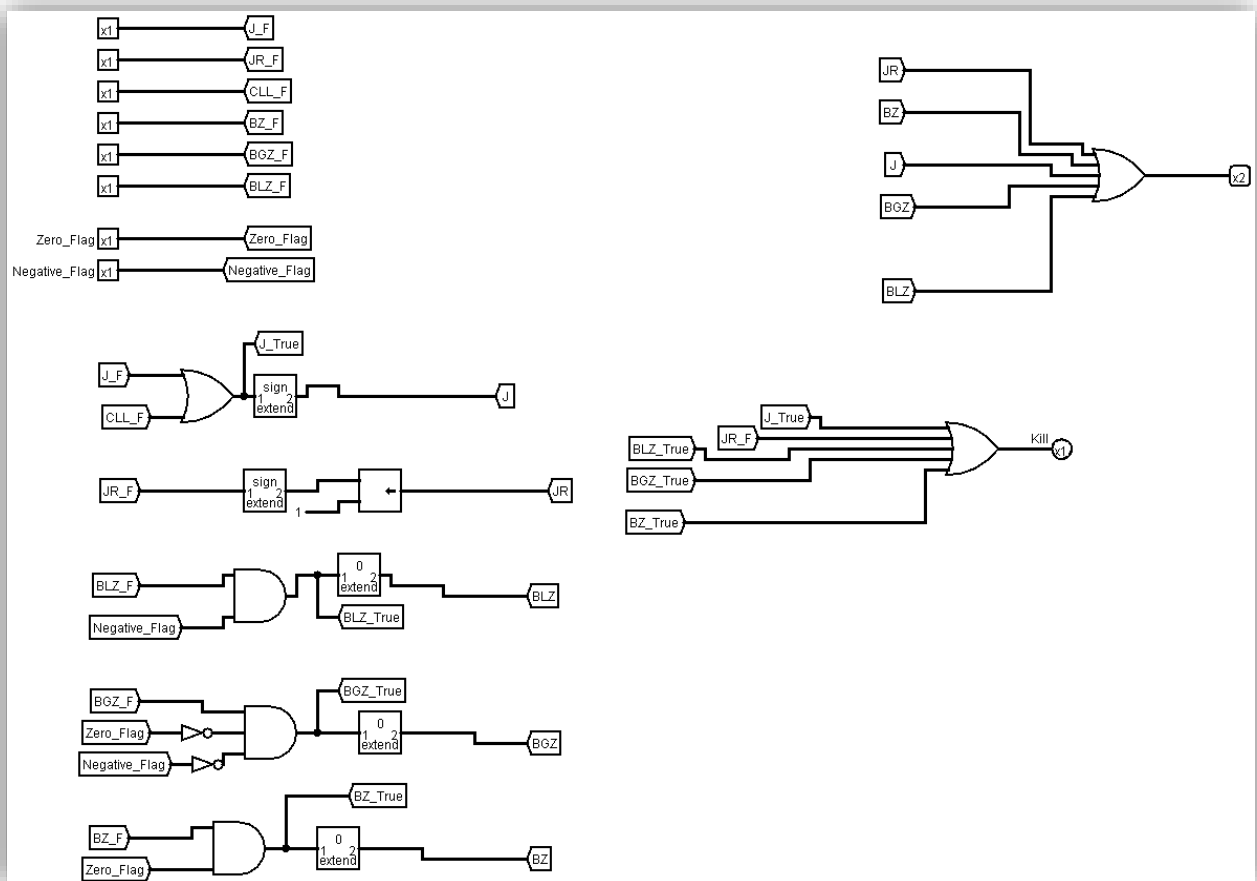 x1 J_F
x1 JR_F
x1 CLL_F
x1 BZ_F
x1 BGZ_F
x1 BLZ_F
Zero_Flag x1 Zero_Flag
Negative_Flag x1 Negative_Flag
JR
BZ
J
BGZ
BLZ
x2
J_True
J_F
CLL_F
sign
1 2
extend
J
JR_F
sign
1 2
extend
1
JR
BLZ_F
Negative_Flag
0
1 2
extend
BLZ_True
BLZ
BGZ_F
Zero_Flag
Negative_Flag
BGZ_True
0
1 2
extend
BGZ
BZ_F
Zero_Flag
BZ_True
0
1 2
extend
BZ
J_True
JR_F
BLZ_True
BGZ_True
BZ_True
Kill
x1